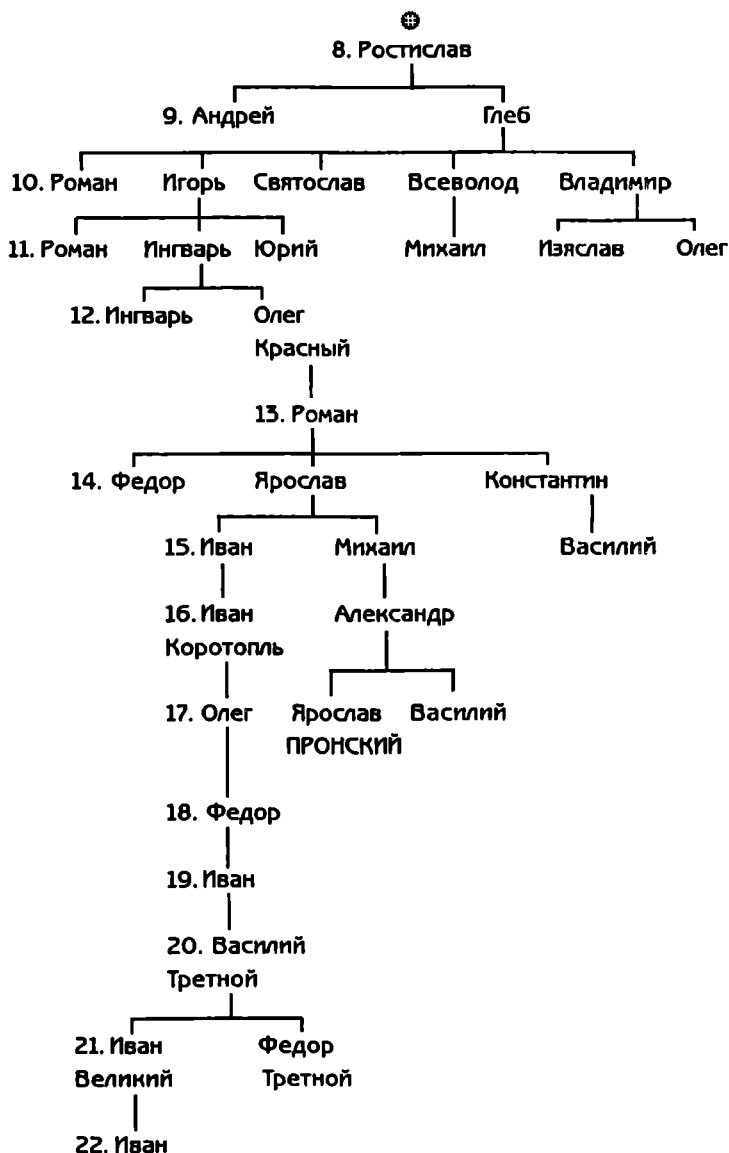 8. Ростислав
9. Андрей Глеб
10. Роман Игорь Святослав Всеволод Владимир
11. Роман Ингварь Юрий Михаил Изяслав Олег
12. Ингварь Олег
Красный
13. Роман
14. Федор Ярослав Константин
15. Иван Михаил Василий
16. Иван Александр
Коротопль
17. Олег Ярослав Василий
ПРОНСКИЙ
18. Федор
19. Иван
20. Василий
Третной
21. Иван Федор
Великий Третной
22. Иван